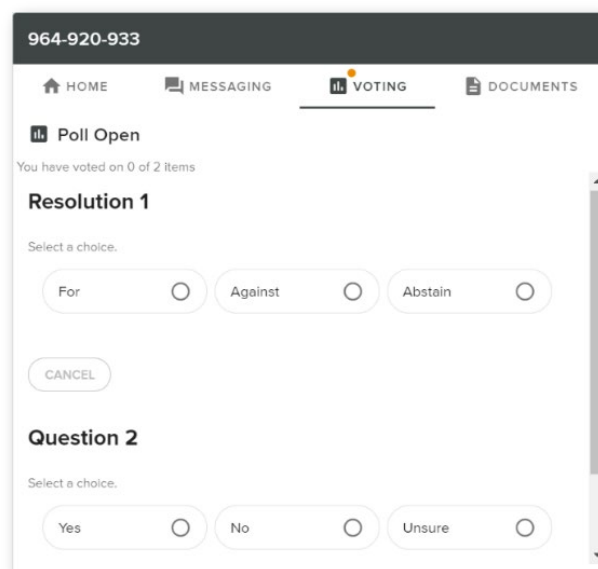 964-920-933
HOME MESSAGING VOTING DOCUMENTS
Poll Open
You have voted on 0 of 2 items
Resolution 1
Select a choice.
For Against Abstain
CANCEL
Question 2
Select a choice.
Yes No Unsure